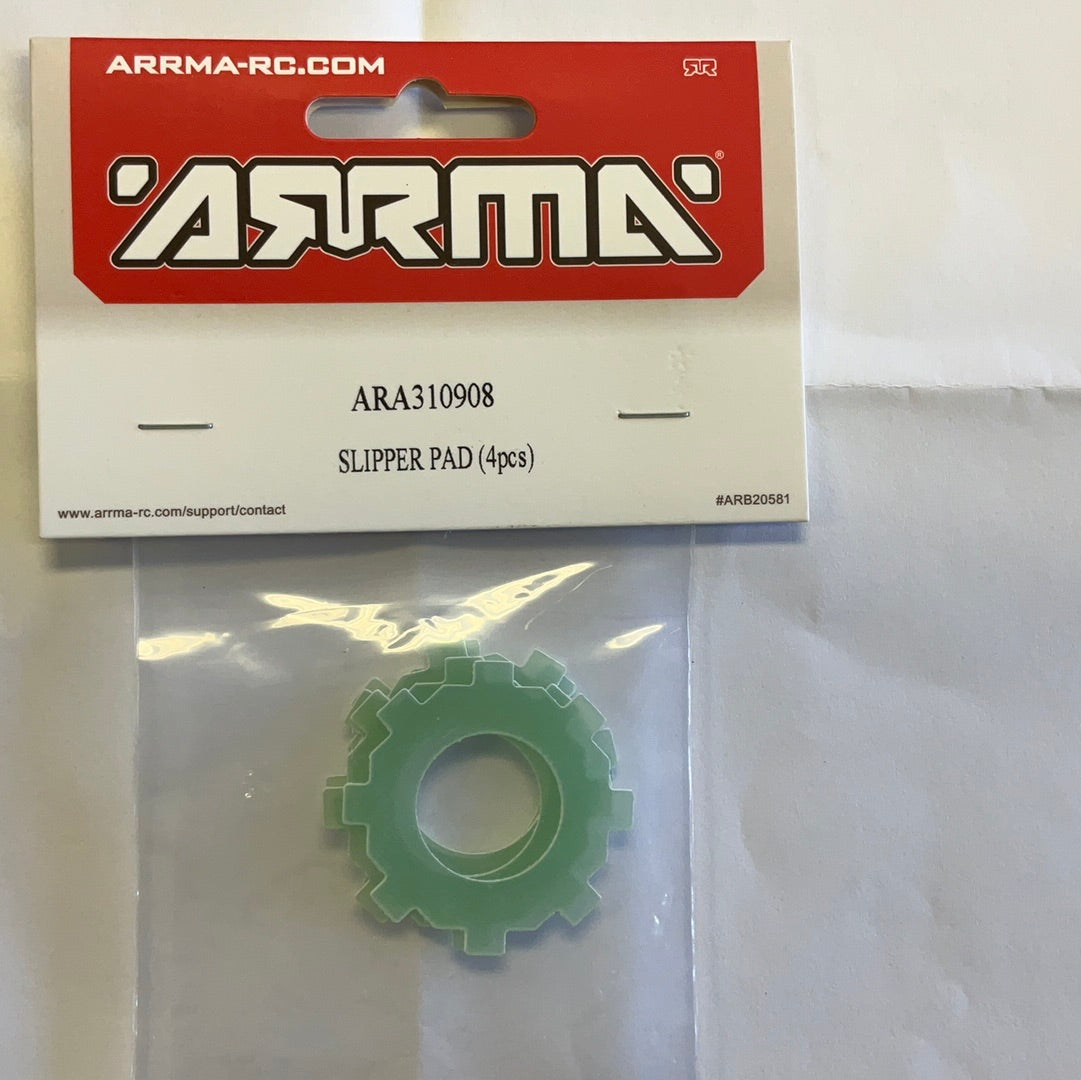 ARRMA-RC.COM
ARRMA®
ARA310908
SLIPPER PAD (4pcs)
www.arrma-rc.com/support/contact
#ARB20581